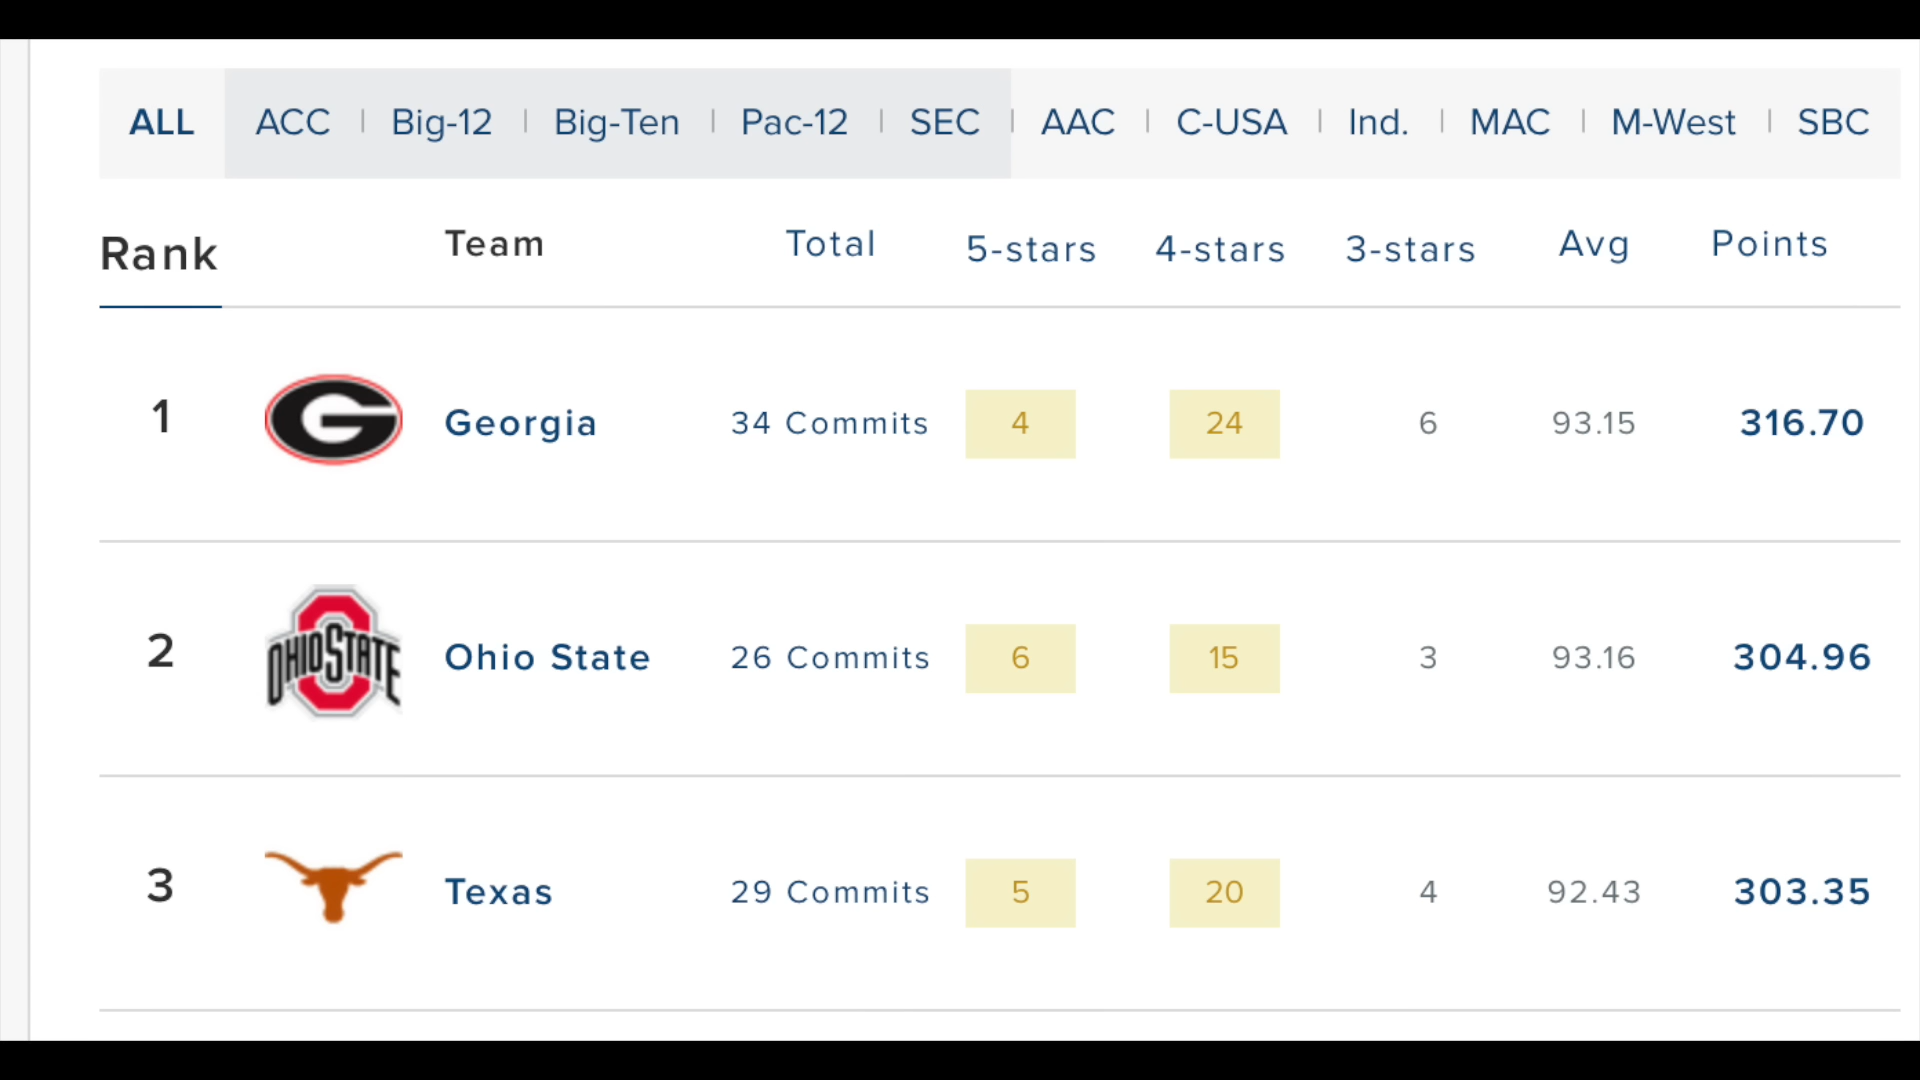 ALL ACC | Big-12 | Big-Ten | Pac-12 | SEC | AAC | C-USA | Ind. | MAC | M-West | SBC
Rank Team Total 5-stars 4-stars 3-stars Avg Points
1 G Georgia 34 Commits 4 24 6 93.15 316.70
2 OHIO STATE Ohio State 26 Commits 6 15 3 93.16 304.96
3 Texas 29 Commits 5 20 4 92.43 303.35